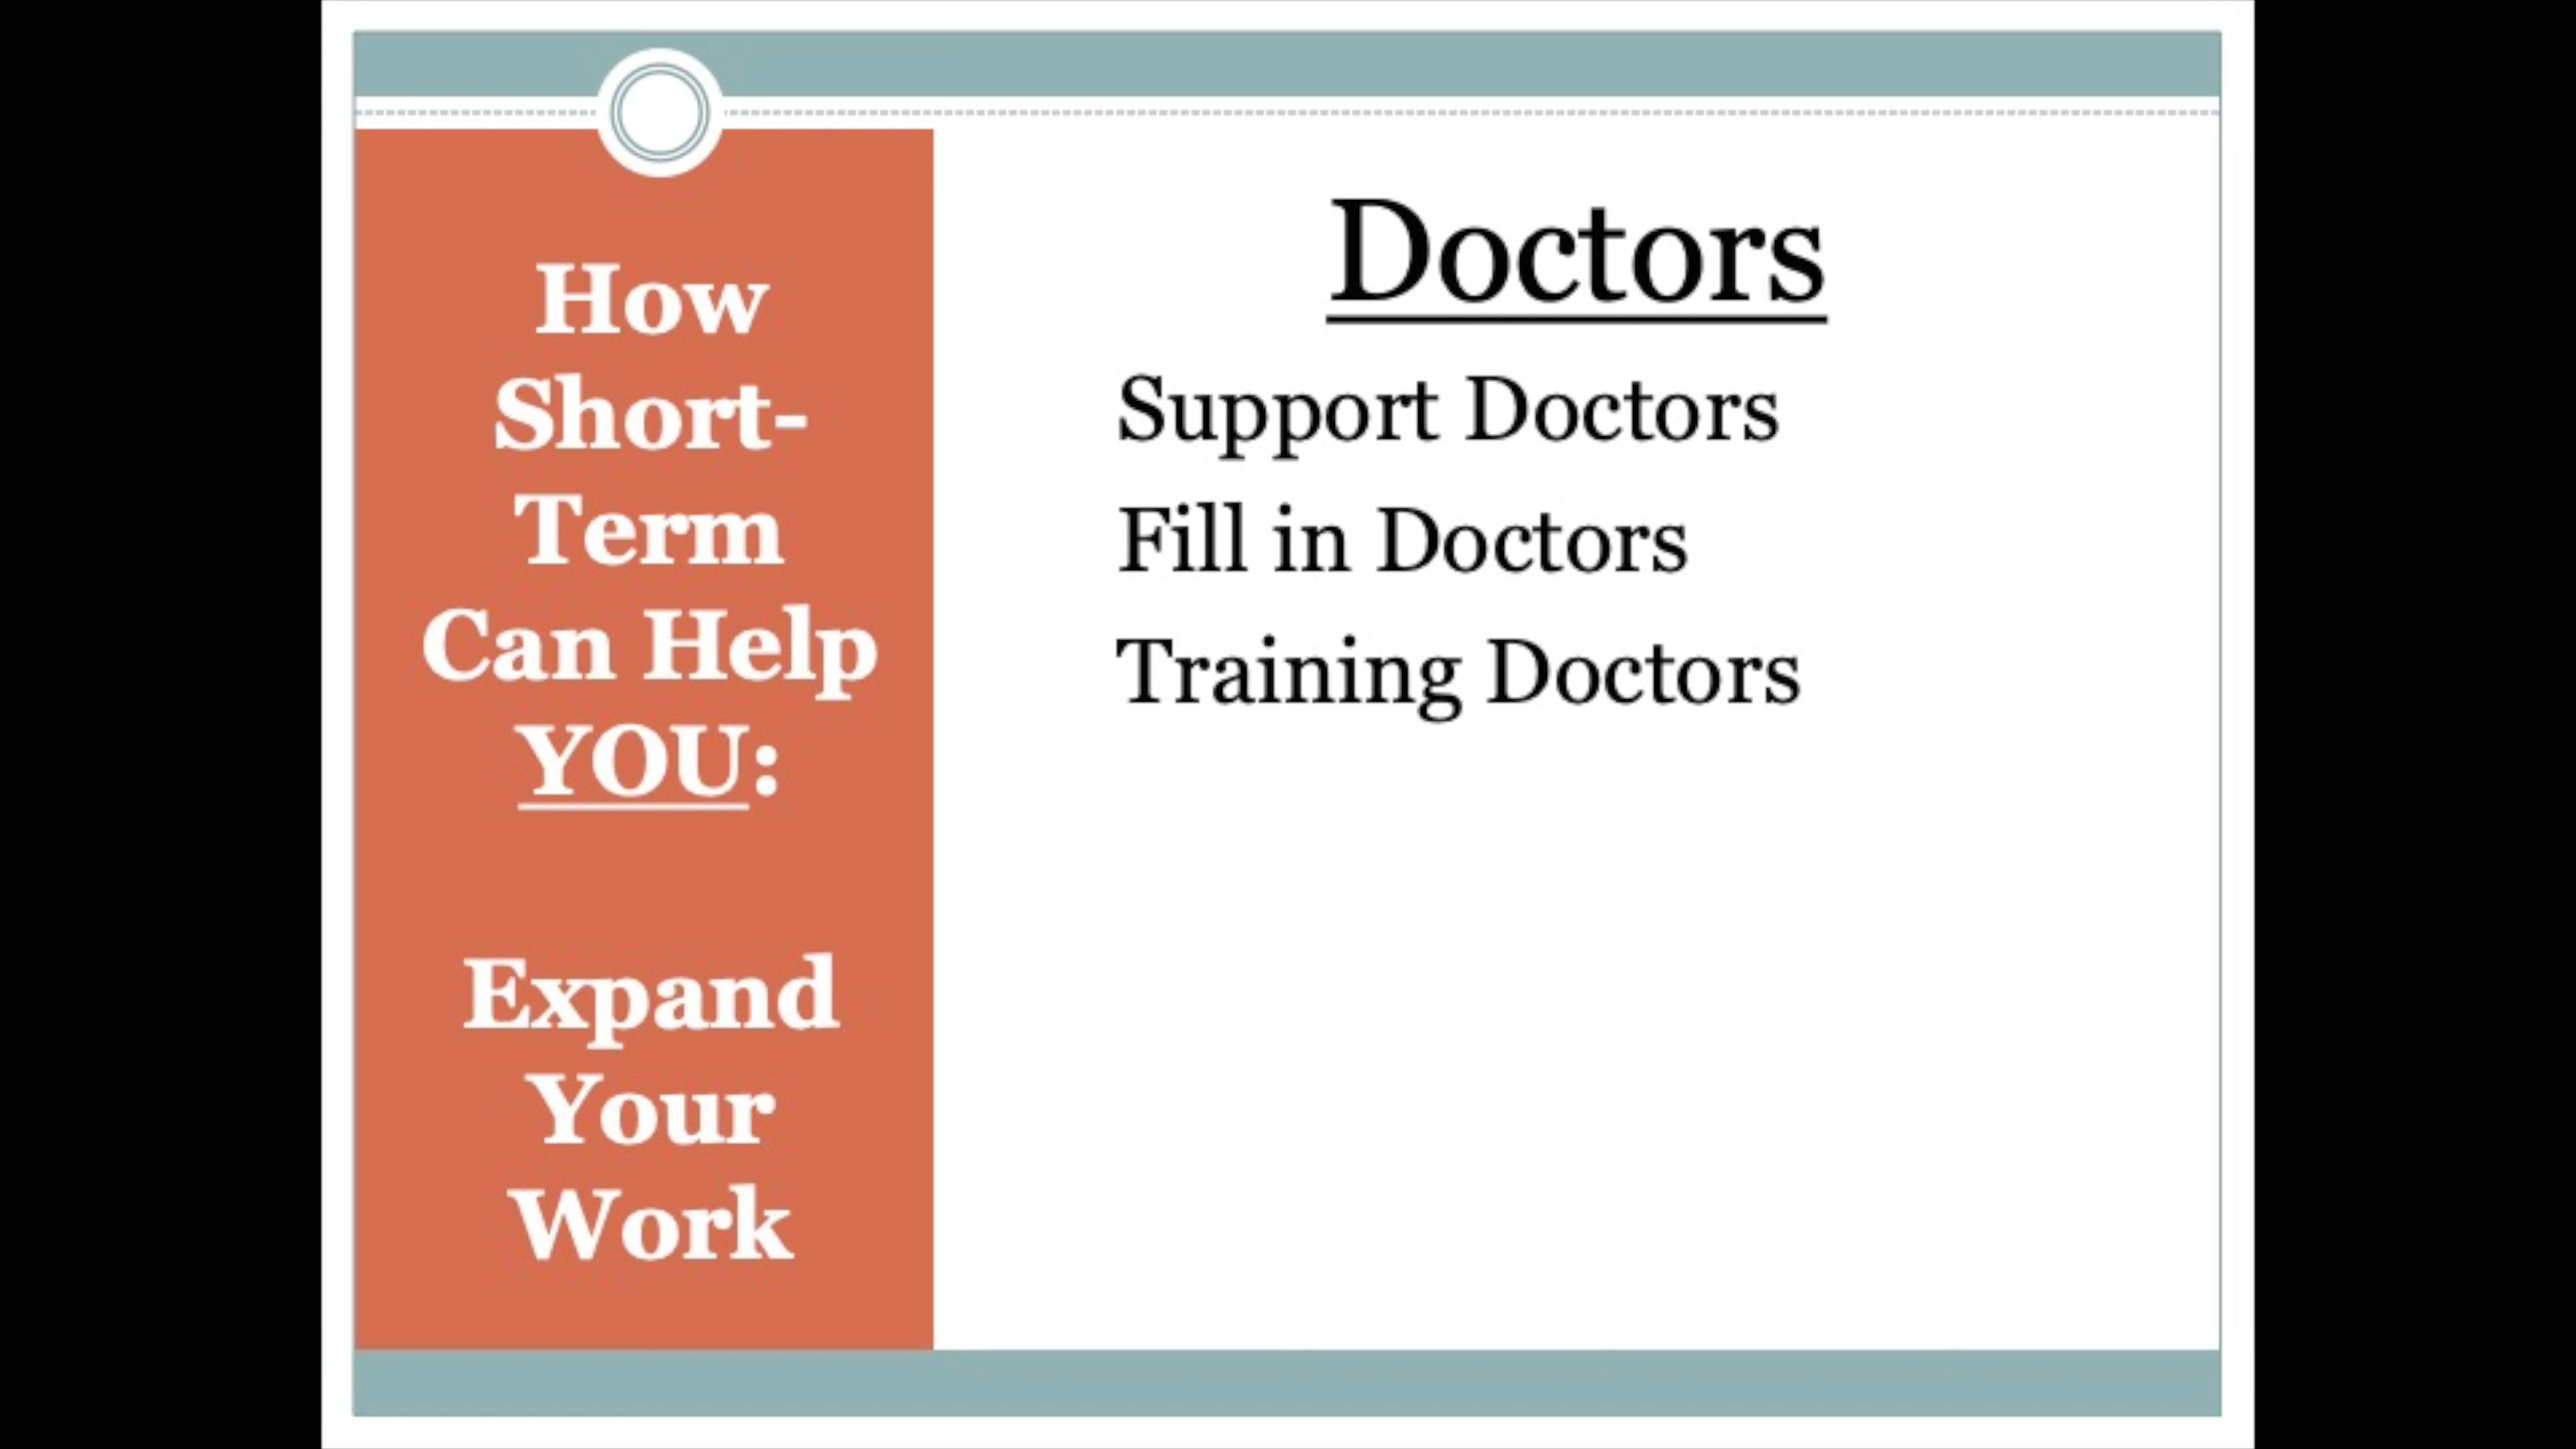 How
Short-
Term
Can Help
YOU:
Expand
Your
Work
Doctors
Support Doctors
Fill in Doctors
Training Doctors